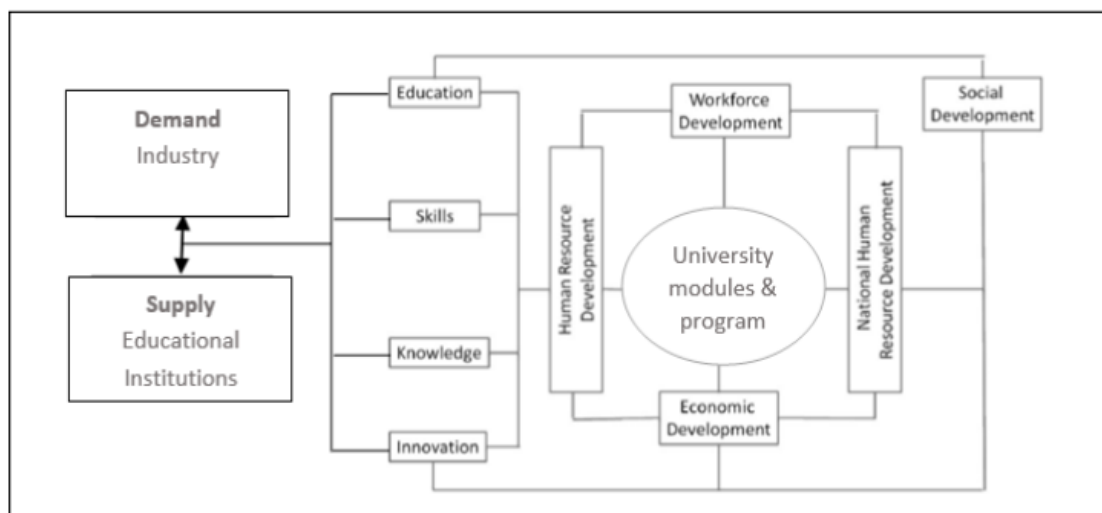 Demand
Industry
Supply
Educational
Institutions
Education
Skills
Knowledge
Innovation
Human Resource
Development
Workforce
Development
University
modules &
program
Economic
Development
National Human
Resource Development
Social
Development